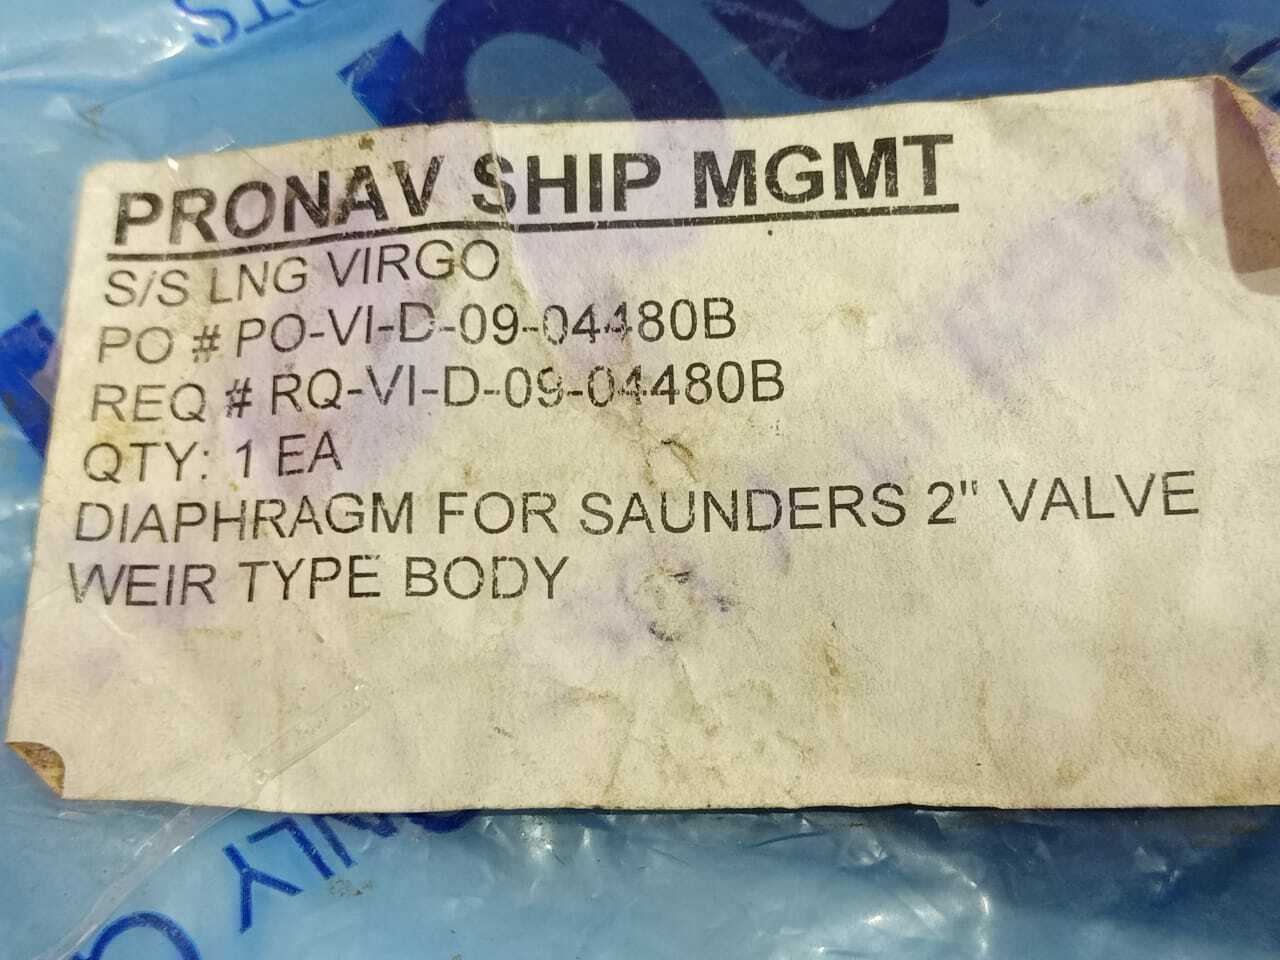 PRONAV SHIP MGMT
S/S LNG VIRGO
PO # PO-VI-D-09-04480B
REQ # RQ-VI-D-09-04480B
QTY: 1 EA
DIAPHRAGM FOR SAUNDERS 2" VALVE
WEIR TYPE BODY